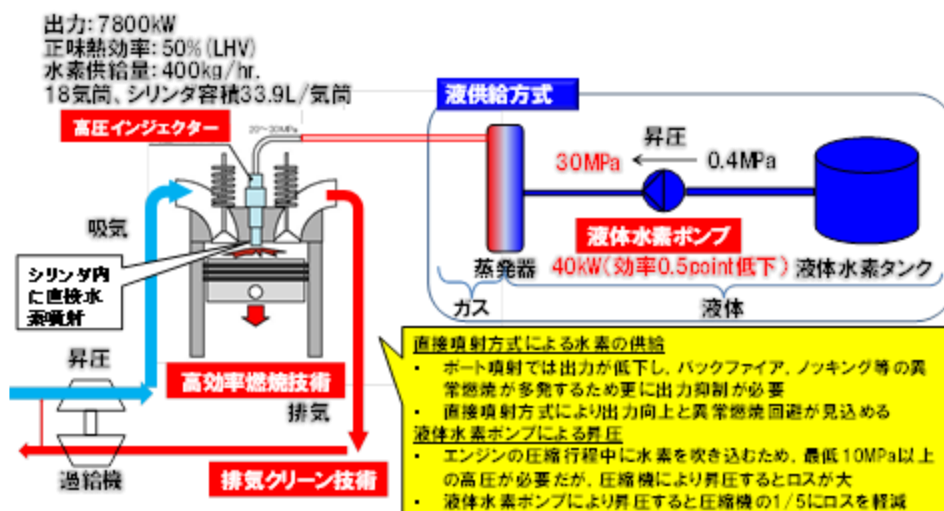 出力:7800kW
正味熱効率:50%(LHV)
水素供給量:400kg/hr.
18気筒、シリンダ容積33.9L/気筒
高圧インジェクター
20~30MPa
液供給方式
昇圧
30MPa
0.4MPa
液体水素ポンプ
蒸発器
40kW(効率0.5point低下)
液体水素タンク
ガス
液体
吸気
シリンダ内
に直接水
素噴射
昇圧
高効率燃焼技術
排気
過給機
排気クリーン技術
直接噴射方式による水素の供給
• ポート噴射では出力が低下し、バックファイア、ノッキング等の異
常燃焼が多発するため更に出力抑制が必要
• 直接噴射方式により出力向上と異常燃焼回避が見込める
液体水素ポンプによる昇圧
• エンジンの圧縮行程中に水素を吹き込むため、最低10MPa以上
の高圧が必要だが、圧縮機により昇圧するとロスが大
• 液体水素ポンプにより昇圧すると圧縮機の1/5にロスを軽減